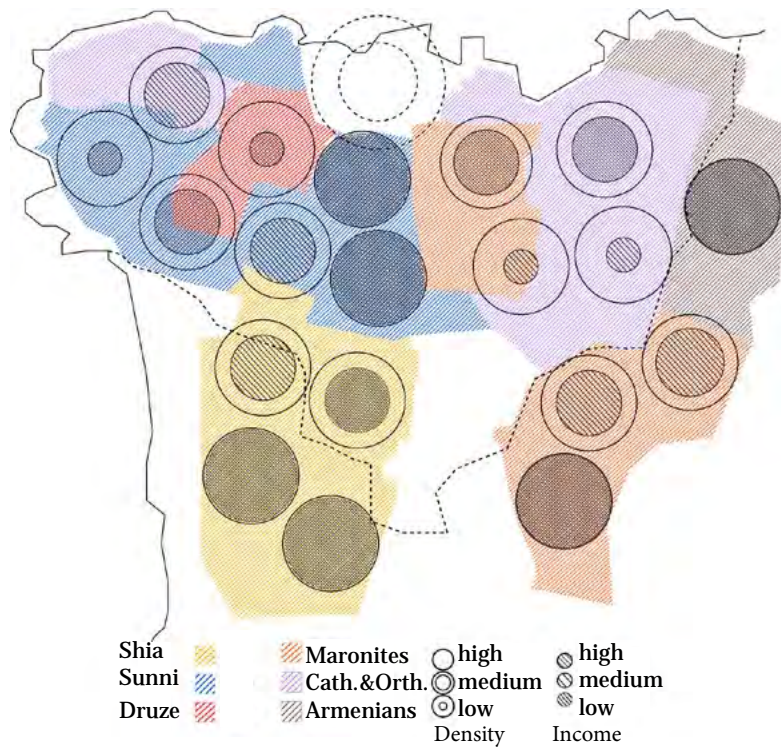 Shia
Sunni
Druze
Maronites
Cath.&Orth.
Armenians
high
medium
low
Density
high
medium
low
Income